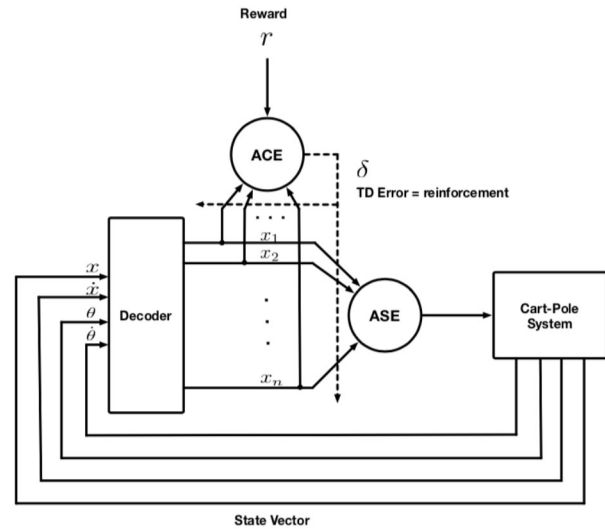 Reward
r
ACE
δ
TD Error = reinforcement
. . .
x₁
x₂
x
ẋ
θ
θ̇
Decoder
.
.
.
ASE
Cart-Pole
System
xₙ
State Vector